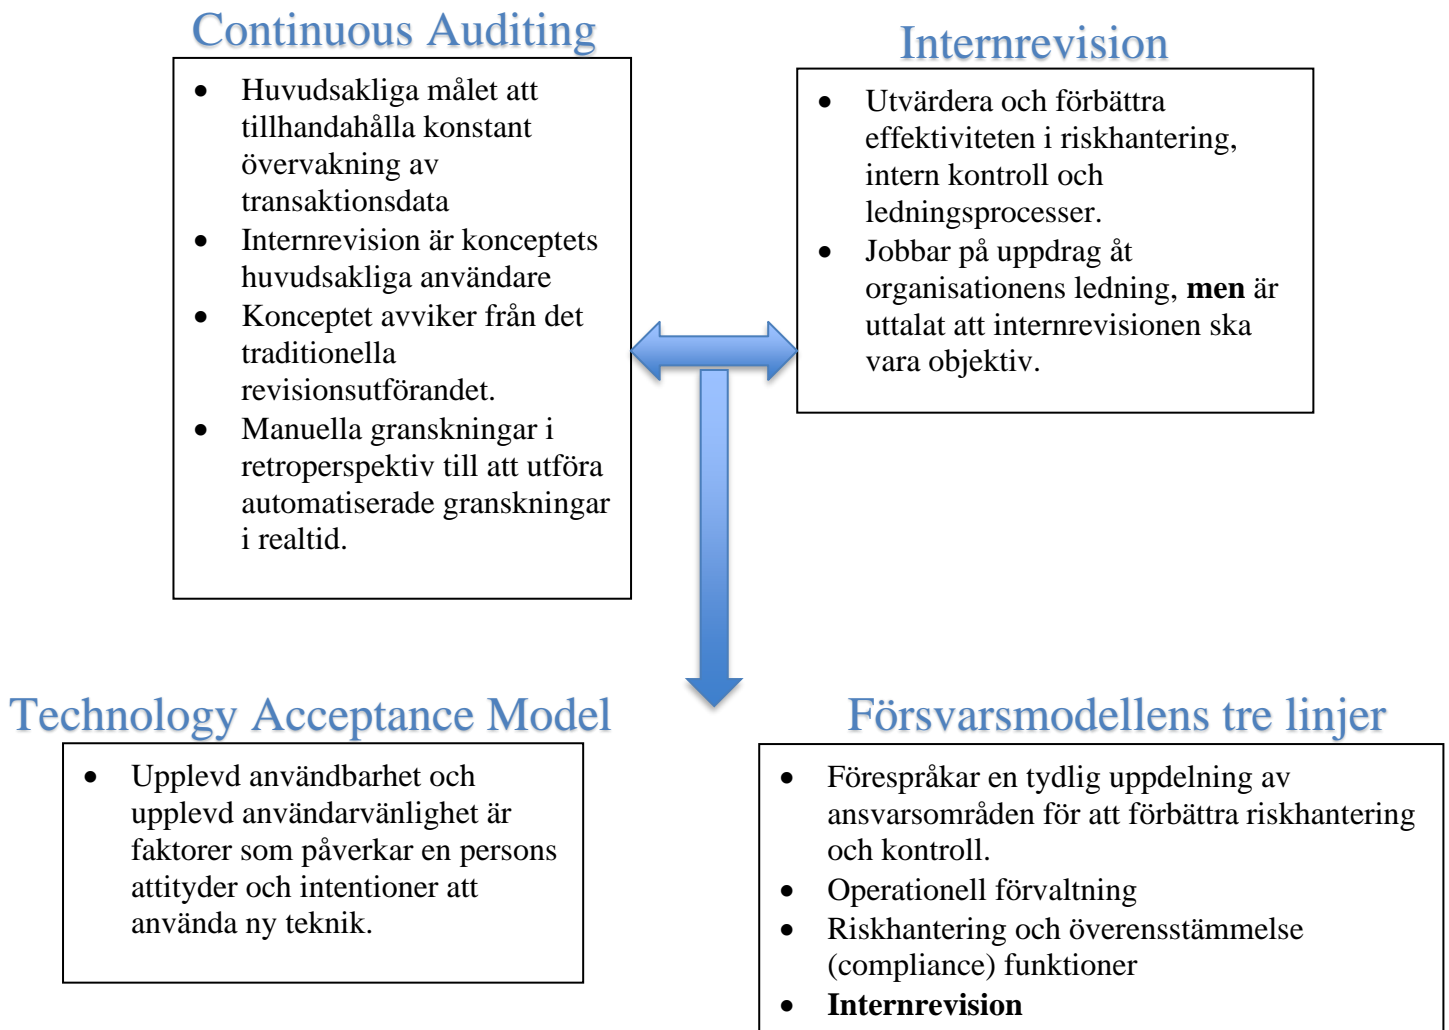 Continuous Auditing
• Huvudsakliga målet att
tillhandahålla konstant
övervakning av
transaktionsdata
• Internrevision är konceptets
huvudsakliga användare
• Konceptet avviker från det
traditionella
revisionsutförandet.
• Manuella granskningar i
retroperspektiv till att utföra
automatiserade granskningar
i realtid.
Internrevision
• Utvärdera och förbättra
effektiviteten i riskhantering,
intern kontroll och
ledningsprocesser.
• Jobbar på uppdrag åt
organisationens ledning, men är
uttalat att internrevisionen ska
vara objektiv.
Technology Acceptance Model
• Upplevd användbarhet och
upplevd användarvänlighet är
faktorer som påverkar en persons
attityder och intentioner att
använda ny teknik.
Försvarsmodellens tre linjer
• Förespråkar en tydlig uppdelning av
ansvarsområden för att förbättra riskhantering
och kontroll.
• Operationell förvaltning
• Riskhantering och överensstämmelse
(compliance) funktioner
• Internrevision